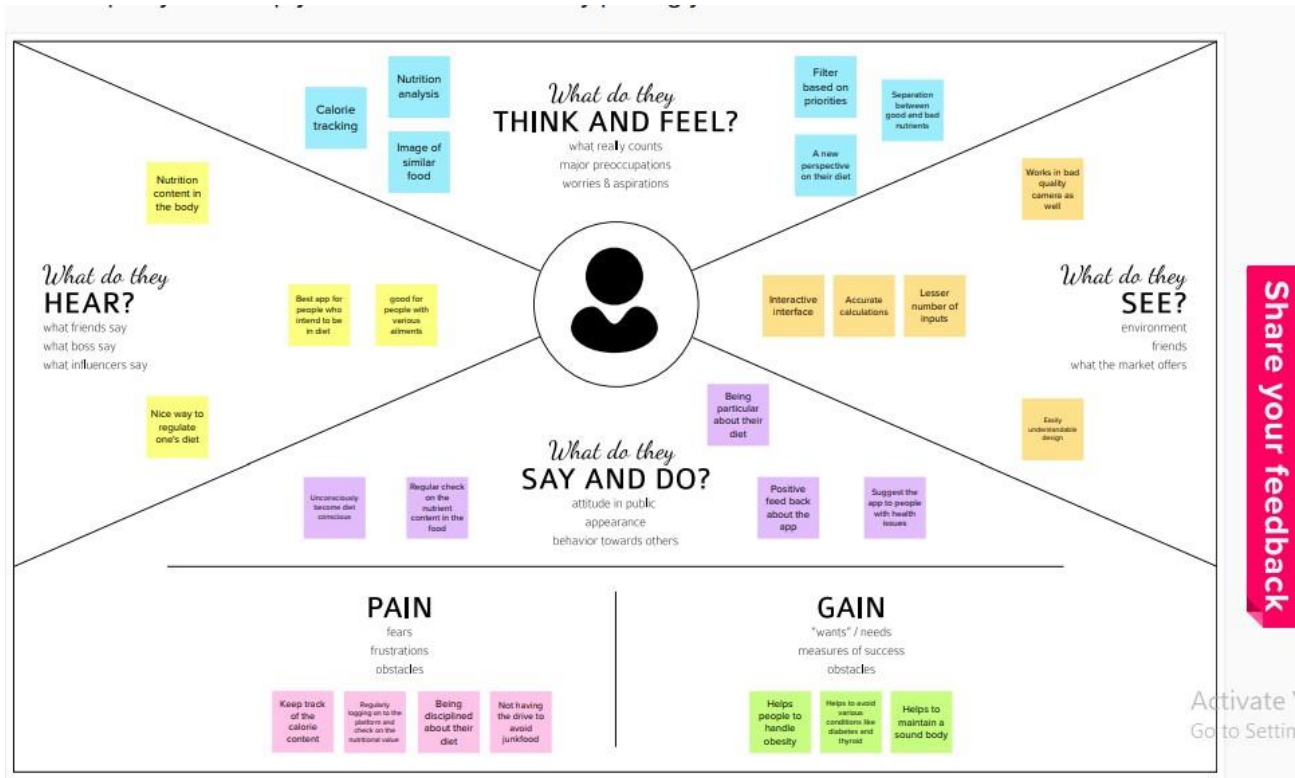 What do they
THINK AND FEEL?
what really counts
major preoccupations
worries & aspirations
Calorie
tracking
Nutrition
analysis
Image of
similar
food
Filter
based on
priorities
Separation
between
good and bad
nutrients
A new
perspective
on their diet
What do they
HEAR?
what friends say
what boss say
what influencers say
Nutrition
content in
the body
Best app for
people who
intend to be
in diet
good for
people with
various
ailments
Nice way to
regulate
one's diet
What do they
SEE?
environment
friends
what the market offers
Works in bad
quality
camera as
well
Interactive
interface
Accurate
calculations
Lesser
number of
inputs
Easily
understandable
design
What do they
SAY AND DO?
attitude in public
appearance
behavior towards others
Unconsciously
become diet
conscious
Regular check
on the
nutrient
content in the
food
Being
particular
about their
diet
Positive
feed back
about the
app
Suggest the
app to people
with health
issues
PAIN
fears
frustrations
obstacles
Keep track
of the
calorie
content
Regularly
logging on to the
platform and
check on the
nutritional value
Being
disciplined
about their
diet
Not having
the drive to
avoid
junkfood
GAIN
"wants" / needs
measures of success
obstacles
Helps
people to
handle
obesity
Helps to avoid
various
conditions like
diabetes and
thyroid
Helps to
maintain a
sound body
Share your feedback
Activate
Go to